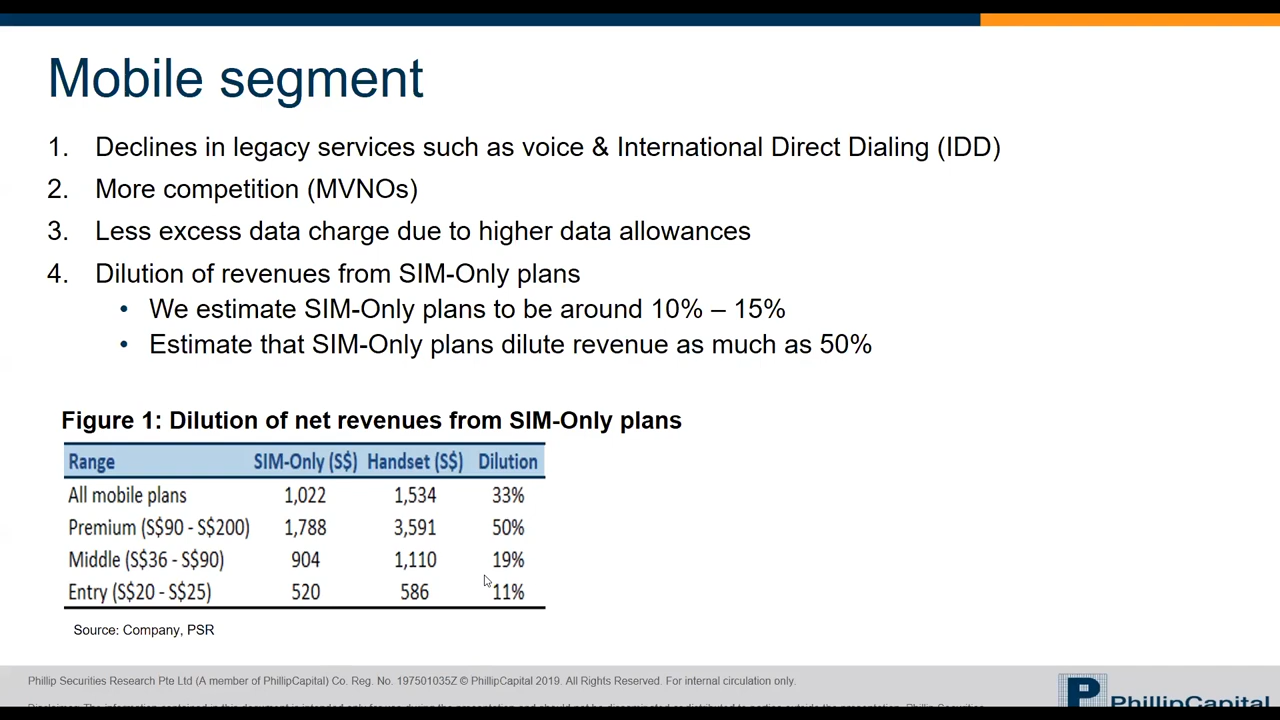 Mobile segment
1. Declines in legacy services such as voice & International Direct Dialing (IDD)
2. More competition (MVNOs)
3. Less excess data charge due to higher data allowances
4. Dilution of revenues from SIM-Only plans
• We estimate SIM-Only plans to be around 10% – 15%
• Estimate that SIM-Only plans dilute revenue as much as 50%
Figure 1: Dilution of net revenues from SIM-Only plans
Range SIM-Only (S$) Handset (S$) Dilution
All mobile plans 1,022 1,534 33%
Premium (S$90 - S$200) 1,788 3,591 50%
Middle (S$36 - S$90) 904 1,110 19%
Entry (S$20 - S$25) 520 586 11%
Source: Company, PSR
Phillip Securities Research Pte Ltd (A member of PhillipCapital) Co. Reg. No. 197501035Z © PhillipCapital 2019. All Rights Reserved. For internal circulation only.
PhillipCapital